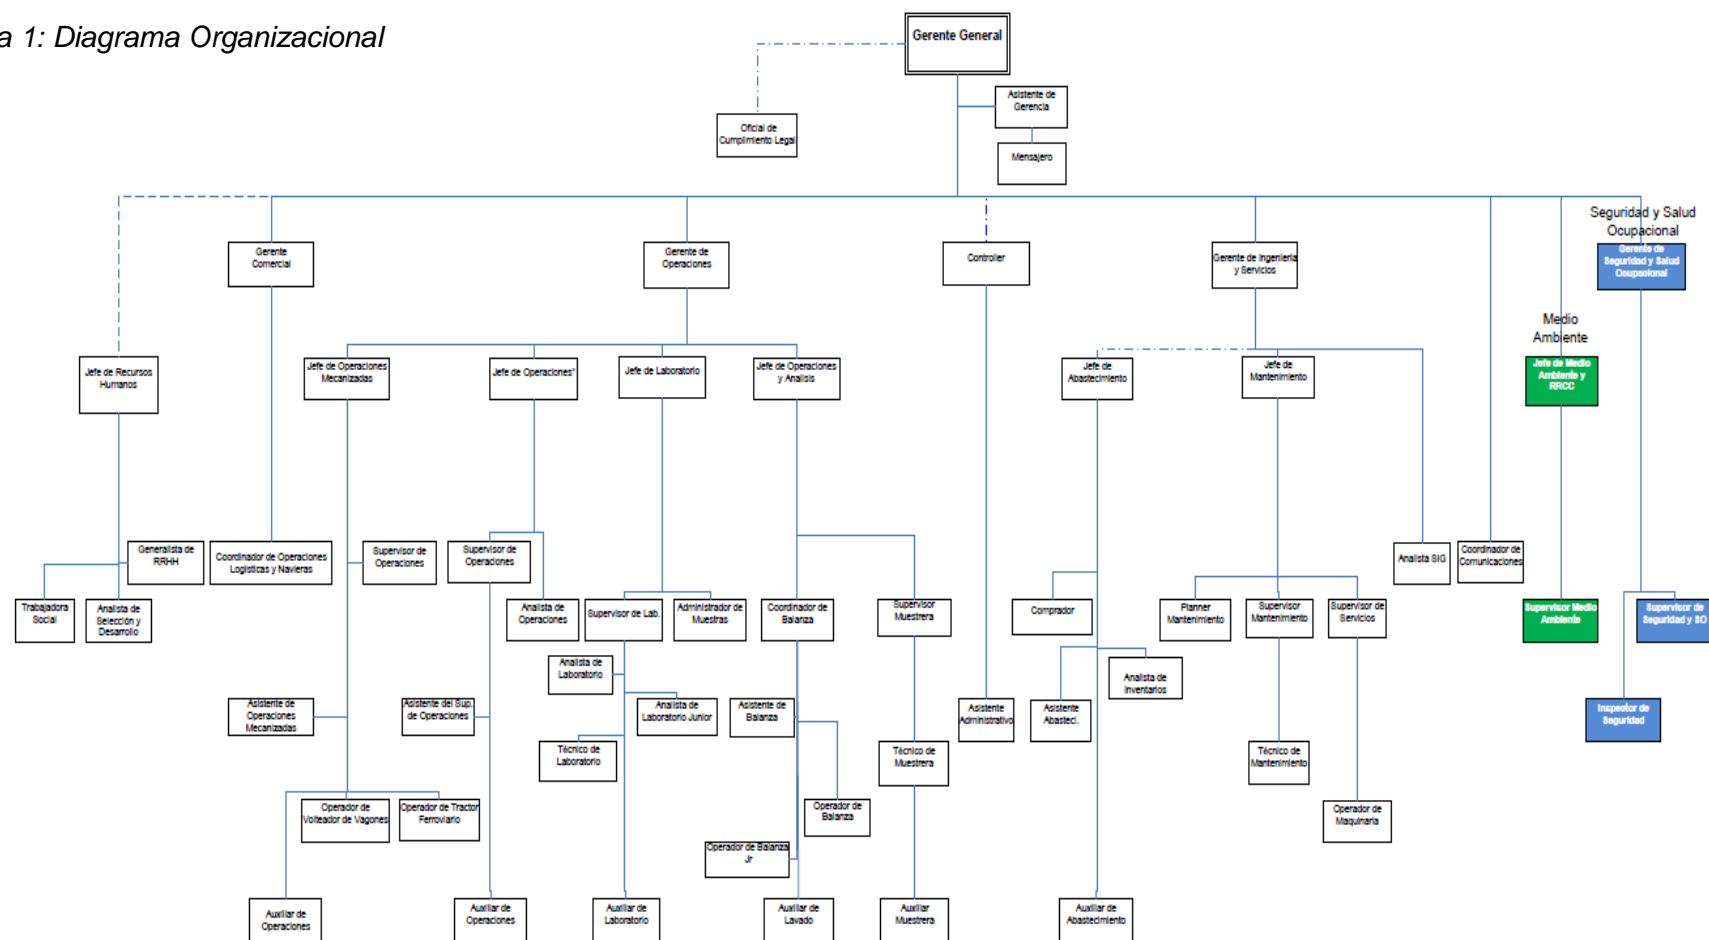 a 1: Diagrama Organizacional
Gerente General
Asistente de
Gerencia
Oficial de
Cumplimiento Legal
Mensajero
Seguridad y Salud
Ocupacional
Gerente
Comercial
Gerente de
Operaciones
Controller
Gerente de Ingenieria
y Servicios
Gerente de
Seguridad y Salud
Ocupacional
Medio
Ambiente
Jefe de Recursos
Humanos
Jefe de Operaciones
Mecanizadas
Jefe de Operaciones*
Jefe de Laboratorio
Jefe de Operaciones
y Analisis
Jefe de
Abastecimiento
Jefe de
Mantenimiento
Jefe de Medio
Ambiente y
RRCC
Generalista de
RRHH
Coordinador de Operaciones
Logisticas y Navieras
Supervisor de
Operaciones
Supervisor de
Operaciones
Analista SIG
Coordinador de
Comunicaciones
Trabajadora
Social
Analista de
Selección y
Desarrollo
Analista de
Operaciones
Supervisor de Lab.
Administrador de
Muestras
Coordinador de
Balanza
Supervisor
Muestrera
Comprador
Planner
Mantenimiento
Supervisor
Mantenimiento
Supervisor de
Servicios
Supervisor Medio
Ambiente
Supervisor de
Seguridad y SO
Analista de
Laboratorio
Analista de
Inventarios
Asistente de
Operaciones
Mecanizadas
Asistente del Sup.
de Operaciones
Analista de
Laboratorio Junior
Asistente de
Balanza
Asistente
Administrativo
Asistente
Abasteci.
Inspector de
Seguridad
Técnico de
Laboratorio
Técnico de
Muestrera
Técnico de
Mantenimiento
Operador de
Volteador de Vagones
Operador de Tractor
Ferroviario
Operador de
Balanza
Operador de
Maquinaria
Operador de Balanza
Jr
Auxiliar de
Operaciones
Auxiliar de
Operaciones
Auxiliar de
Laboratorio
Auxiliar de
Lavado
Auxiliar
Muestrera
Auxiliar de
Abastecimiento